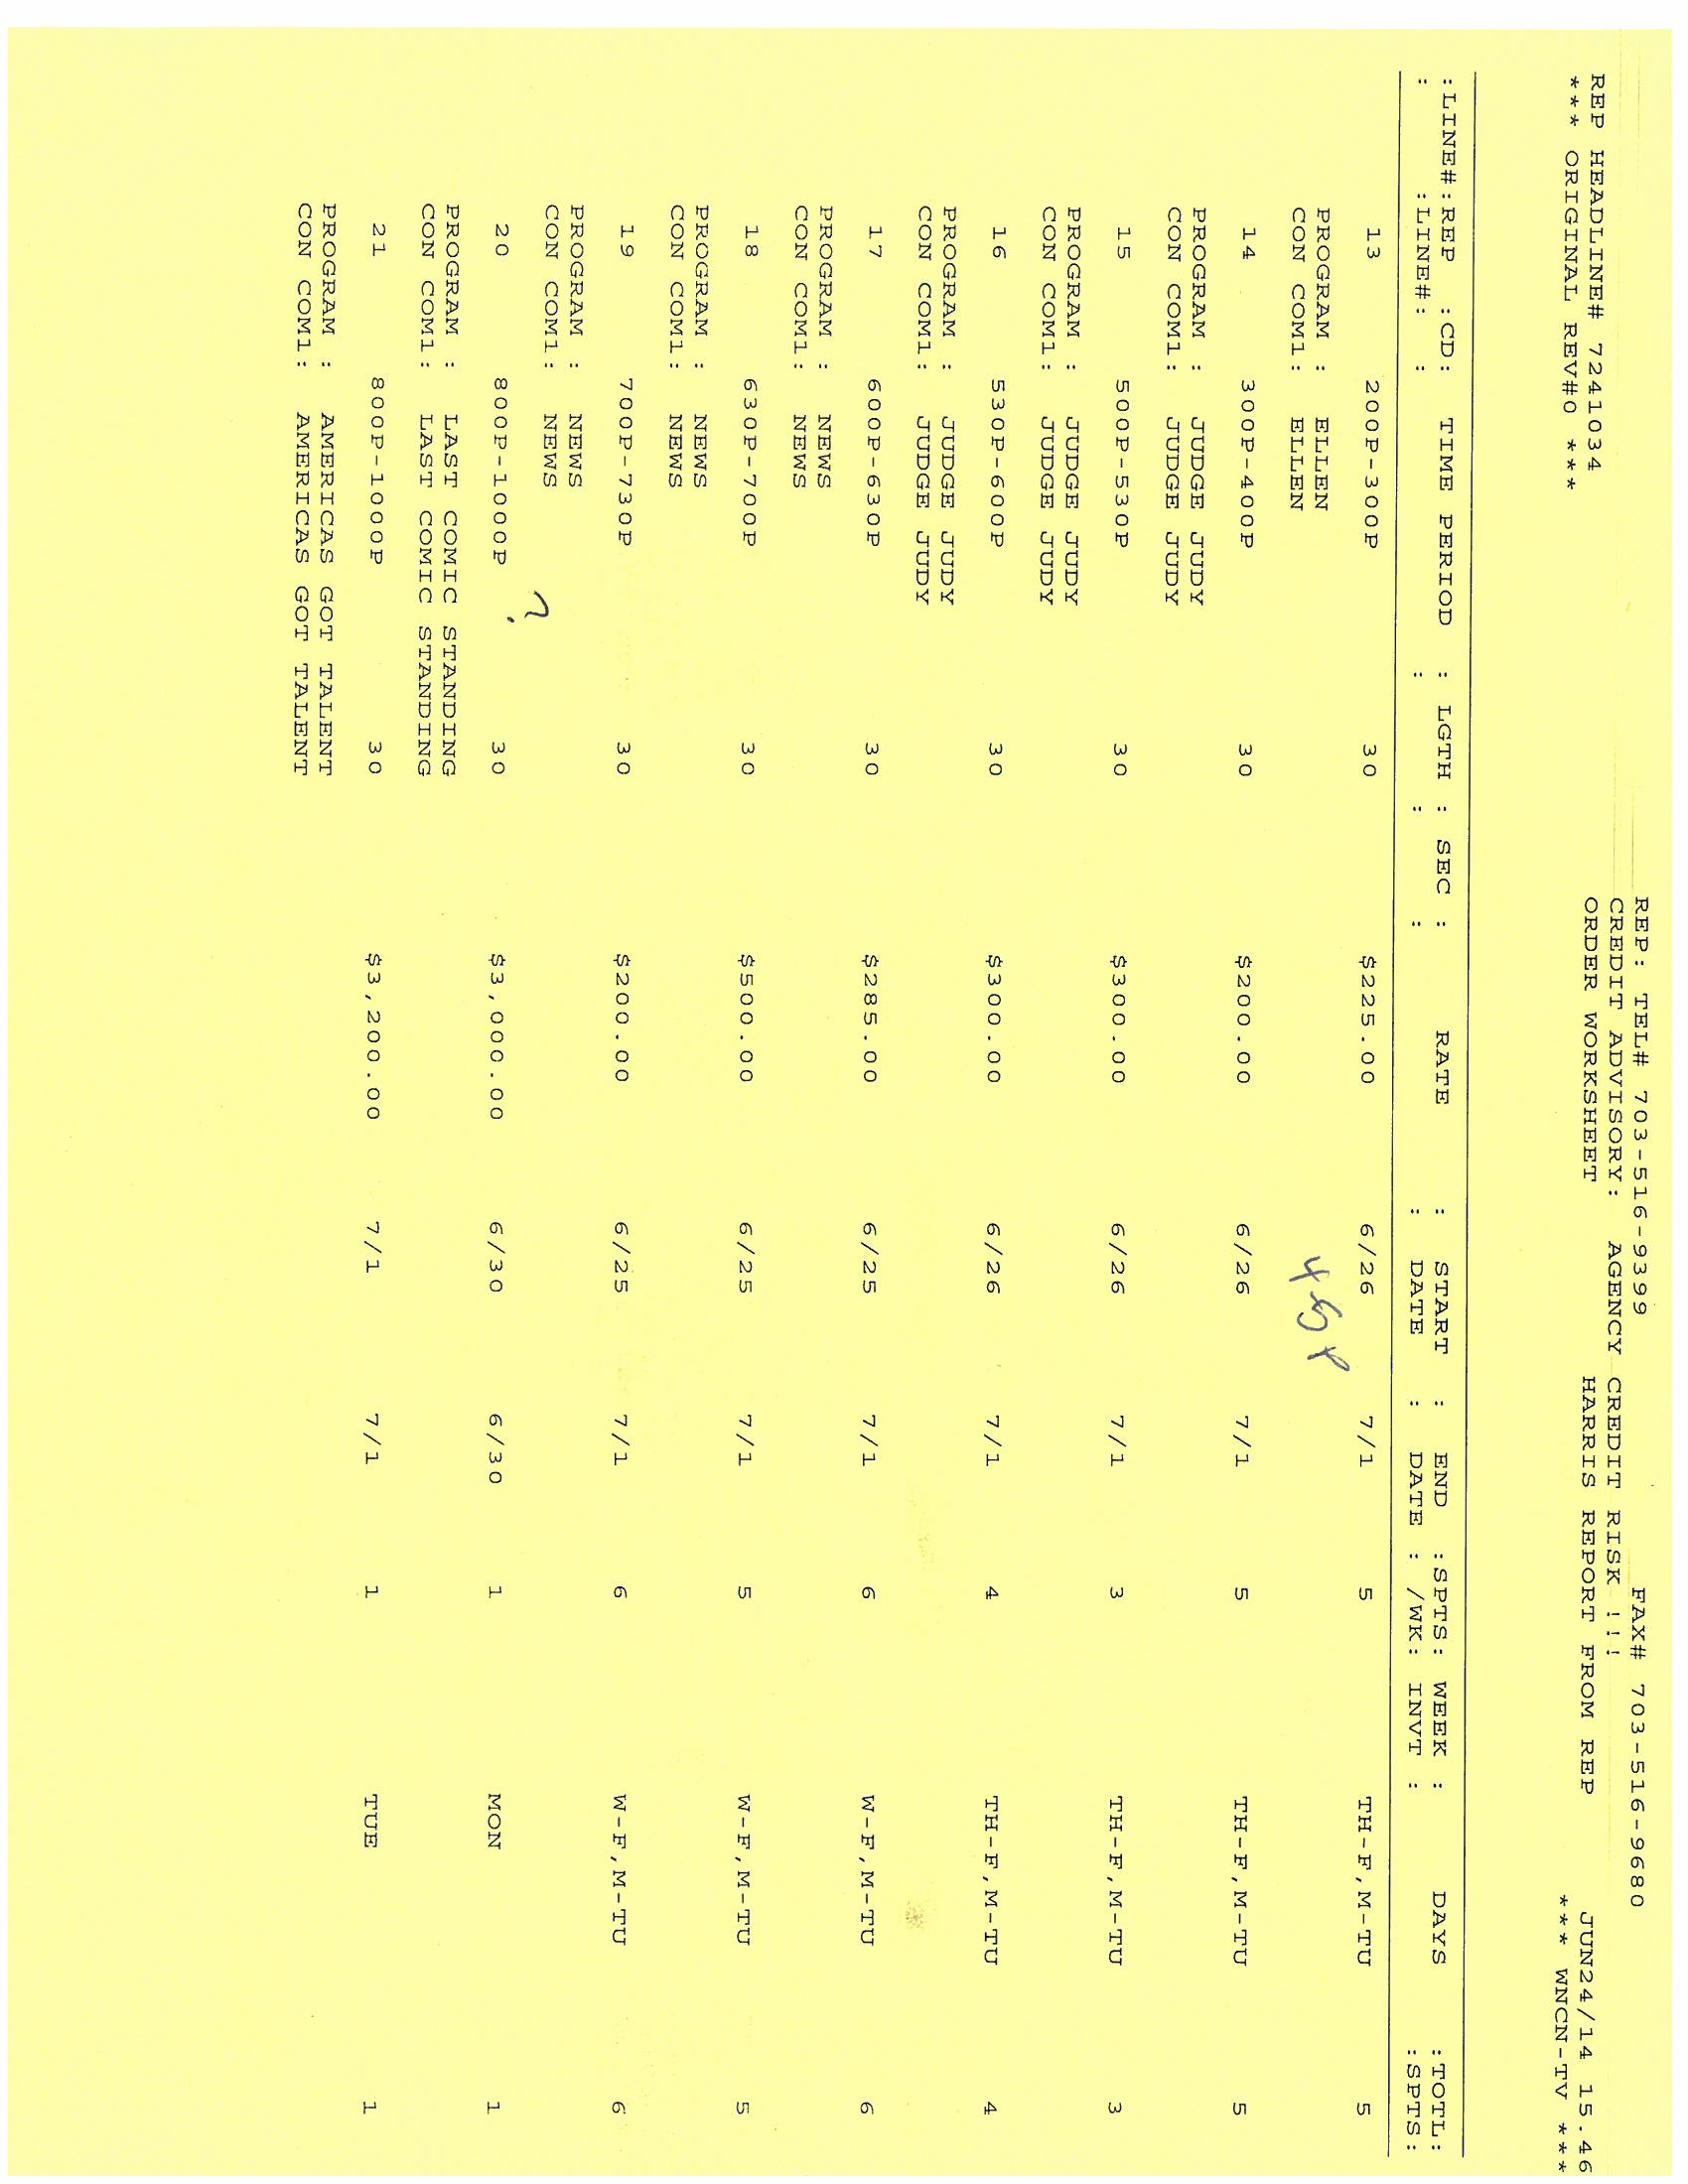 REP: TEL# 703-516-9399 FAX# 703-516-9680
CREDIT ADVISORY: AGENCY CREDIT RISK !!!
REP HEADLINE# 7241034 ORDER WORKSHEET HARRIS REPORT FROM REP JUN24/14 15.46
*** ORIGINAL REV#0 *** *** WNCN-TV ***
:LINE#:REP :CD: TIME PERIOD : LGTH : SEC : RATE : START : END :SPTS: WEEK : DAYS :TOTL:
: :LINE#: : : : : : DATE : DATE : /WK: INVT : :SPTS:
13 200P-300P 30 $225.00 6/26 7/1 5 TH-F,M-TU 5
PROGRAM : ELLEN
CON COM1: ELLEN
14 300P-400P 30 $200.00 6/26 7/1 5 TH-F,M-TU 5
PROGRAM : JUDGE JUDY
CON COM1: JUDGE JUDY
15 500P-530P 30 $300.00 6/26 7/1 3 TH-F,M-TU 3
PROGRAM : JUDGE JUDY
CON COM1: JUDGE JUDY
16 530P-600P 30 $300.00 6/26 7/1 4 TH-F,M-TU 4
PROGRAM : JUDGE JUDY
CON COM1: JUDGE JUDY
17 600P-630P 30 $285.00 6/25 7/1 6 W-F,M-TU 6
PROGRAM : NEWS
CON COM1: NEWS
18 630P-700P 30 $500.00 6/25 7/1 5 W-F,M-TU 5
PROGRAM : NEWS
CON COM1: NEWS
19 700P-730P 30 $200.00 6/25 7/1 6 W-F,M-TU 6
PROGRAM : NEWS
CON COM1: NEWS
?
20 800P-1000P 30 $3,000.00 6/30 6/30 1 MON 1
PROGRAM : LAST COMIC STANDING
CON COM1: LAST COMIC STANDING
21 800P-1000P 30 $3,200.00 7/1 7/1 1 TUE 1
PROGRAM : AMERICAS GOT TALENT
CON COM1: AMERICAS GOT TALENT